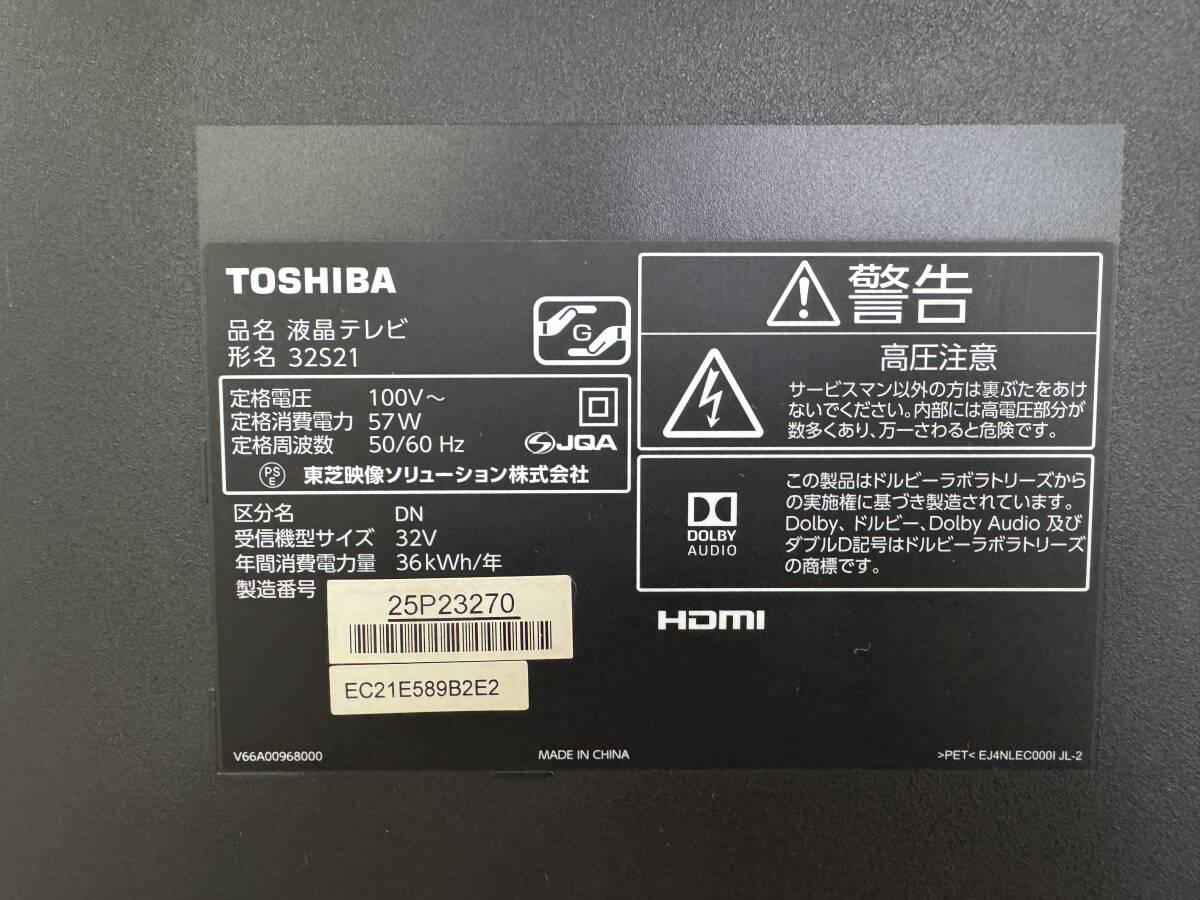 TOSHIBA
品名 液晶テレビ
形名 32S21
G
定格電圧 100V～
定格消費電力 57W
定格周波数 50/60 Hz
JQA
PS
E
東芝映像ソリューション株式会社
区分名 DN
受信機型サイズ 32V
年間消費電力量 36kWh/年
製造番号
25P23270
EC21E589B2E2
V66A00968000
MADE IN CHINA
警告
高圧注意
サービスマン以外の方は裏ぶたをあけ
ないでください。内部には高電圧部分が
数多くあり、万一さわると危険です。
DOLBY
AUDIO
この製品はドルビーラボラトリーズから
の実施権に基づき製造されています。
Dolby、ドルビー、Dolby Audio 及び
ダブルD記号はドルビーラボラトリーズ
の商標です。
HDMI
>PET< EJ4NLEC000I JL-2